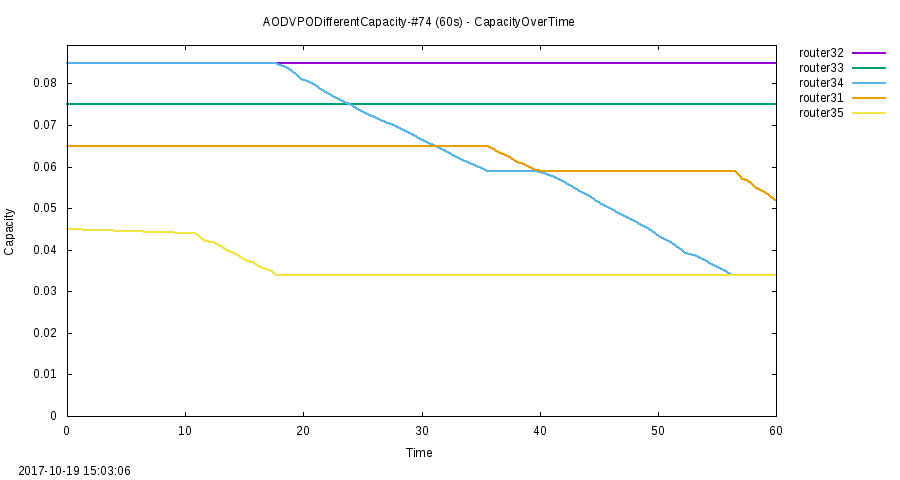 AODVPODifferentCapacity-#74 (60s) - CapacityOverTime
router32
router33
router34
router31
router35
0.08
0.07
0.06
0.05
0.04
0.03
0.02
0.01
0
Capacity
0 10 20 30 40 50 60
Time
2017-10-19 15:03:06